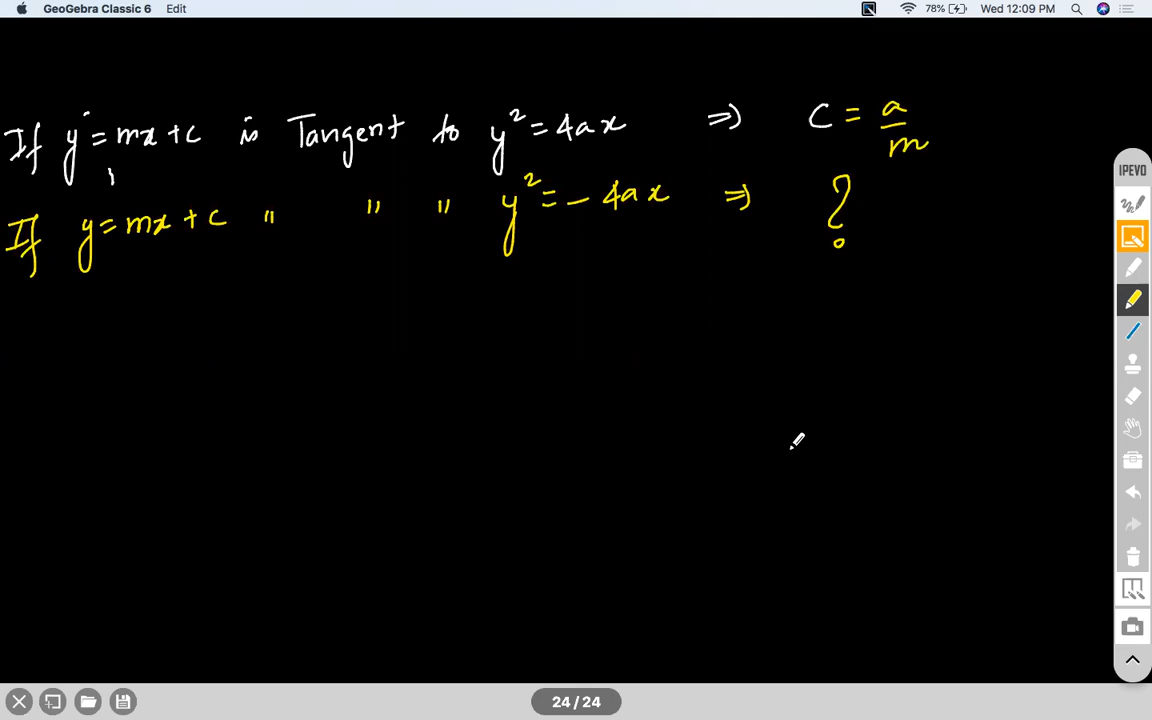 GeoGebra Classic 6 Edit 78% Wed 12:09 PM
If y = mx + c is Tangent to y² = 4ax ⇒ C = a/m
If y = mx + c " " " y² = - 4ax ⇒ ?
IPEVO
24 / 24